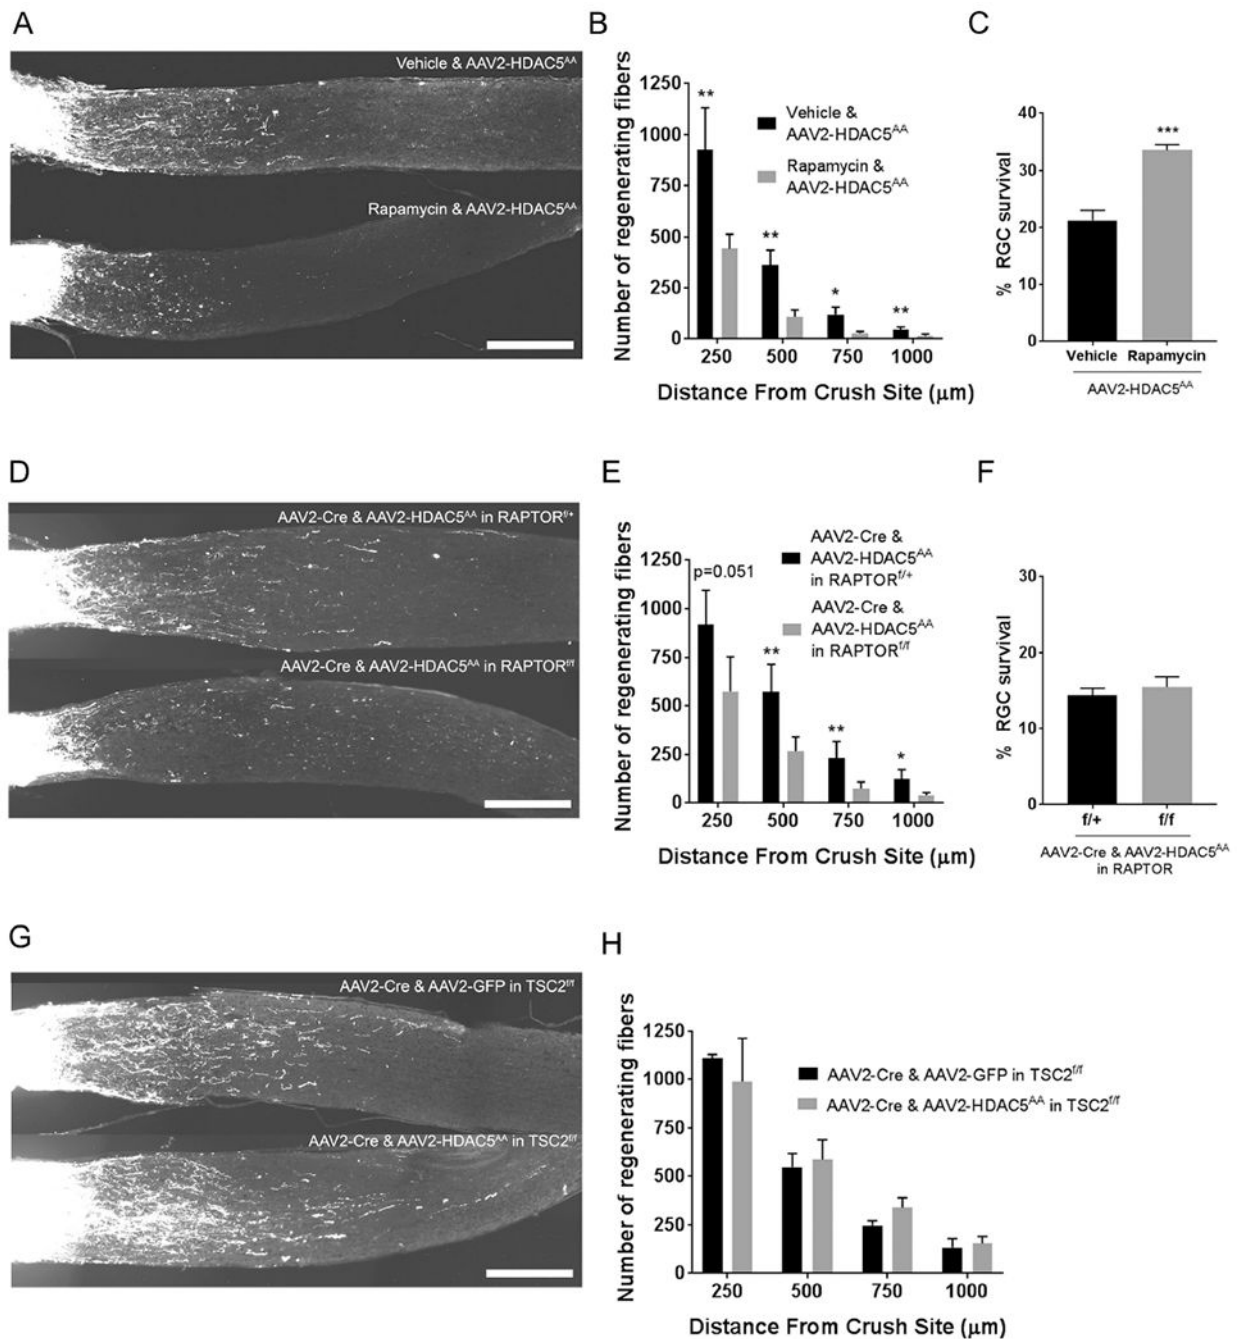 A
Vehicle & AAV2-HDAC5ᴬᴬ
Rapamycin & AAV2-HDAC5ᴬᴬ
B
Number of regenerating fibers
1250
1000
750
500
250
0
**
**
*
**
Vehicle &
AAV2-HDAC5ᴬᴬ
Rapamycin &
AAV2-HDAC5ᴬᴬ
250 500 750 1000
Distance From Crush Site (μm)
C
% RGC survival
40
30
20
10
0
***
Vehicle Rapamycin
AAV2-HDAC5ᴬᴬ
D
AAV2-Cre & AAV2-HDAC5ᴬᴬ in RAPTORᶠ/⁺
AAV2-Cre & AAV2-HDAC5ᴬᴬ in RAPTORᶠ/ᶠ
E
Number of regenerating fibers
1250
1000
750
500
250
0
p=0.051
**
**
*
AAV2-Cre &
AAV2-HDAC5ᴬᴬ
in RAPTORᶠ/⁺
AAV2-Cre &
AAV2-HDAC5ᴬᴬ
in RAPTORᶠ/ᶠ
250 500 750 1000
Distance From Crush Site (μm)
F
% RGC survival
30
20
10
0
f/+ f/f
AAV2-Cre & AAV2-HDAC5ᴬᴬ
in RAPTOR
G
AAV2-Cre & AAV2-GFP in TSC2ᶠ/ᶠ
AAV2-Cre & AAV2-HDAC5ᴬᴬ in TSC2ᶠ/ᶠ
H
Number of regenerating fibers
1250
1000
750
500
250
0
AAV2-Cre & AAV2-GFP in TSC2ᶠ/ᶠ
AAV2-Cre & AAV2-HDAC5ᴬᴬ in TSC2ᶠ/ᶠ
250 500 750 1000
Distance From Crush Site (μm)